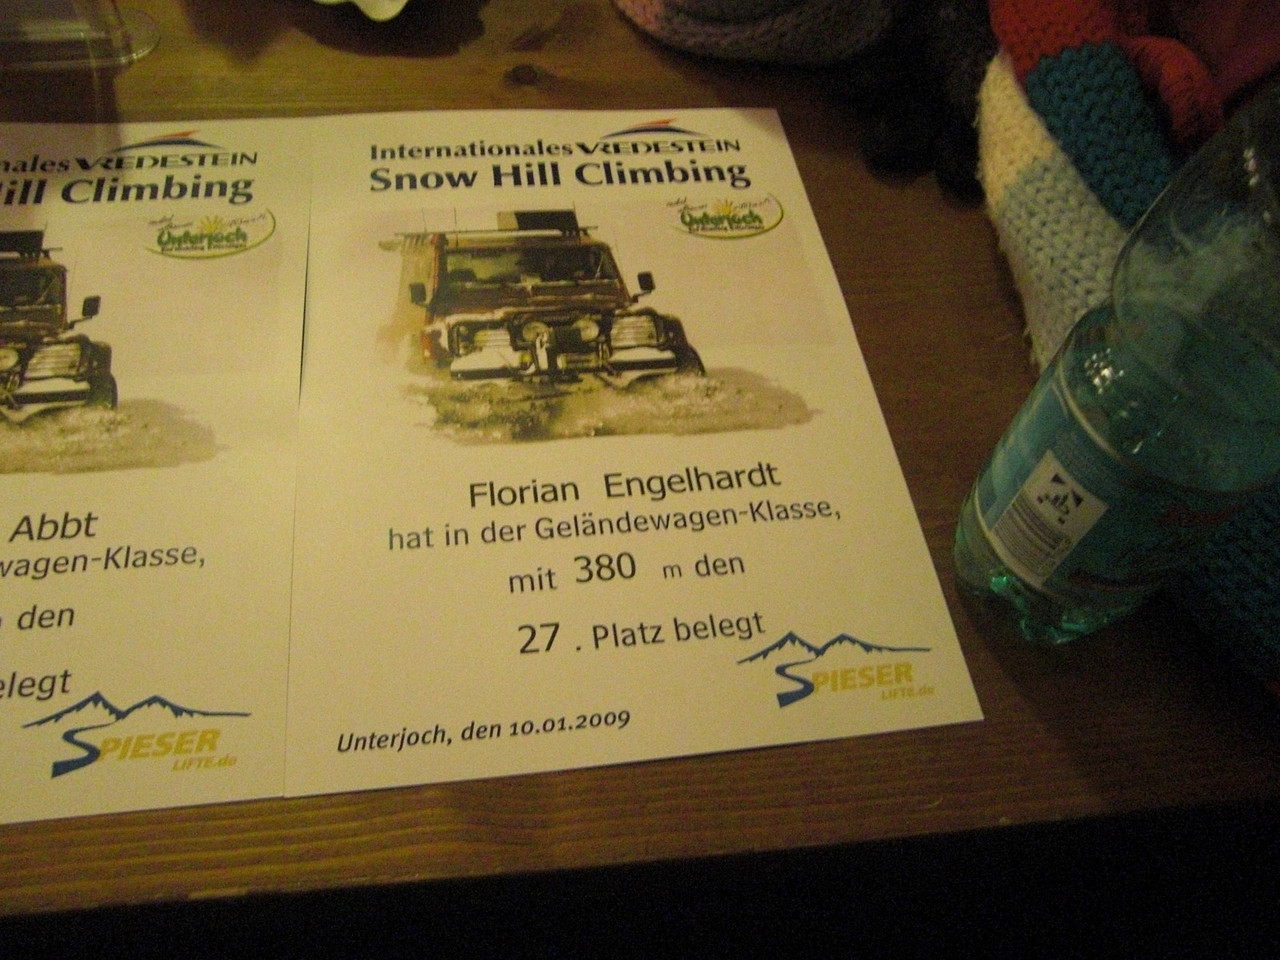 nales VREDESTEIN
ill Climbing
Unterjoch
Abbt
wagen-Klasse,
den
elegt
SPIESER
LIFTE.de
Internationales VREDESTEIN
Snow Hill Climbing
Unterjoch
Florian Engelhardt
hat in der Geländewagen-Klasse,
mit 380 m den
27 . Platz belegt
SPIESER
LIFTE.de
Unterjoch, den 10.01.2009